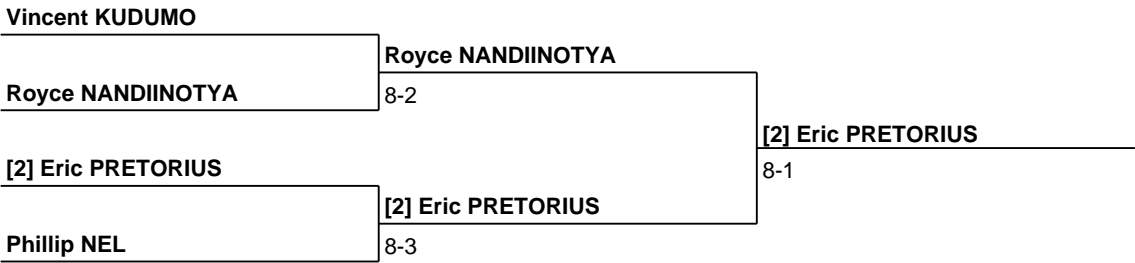 Vincent KUDUMO
Royce NANDIINOTYA
Royce NANDIINOTYA
8-2
[2] Eric PRETORIUS
[2] Eric PRETORIUS
8-1
[2] Eric PRETORIUS
Phillip NEL
8-3